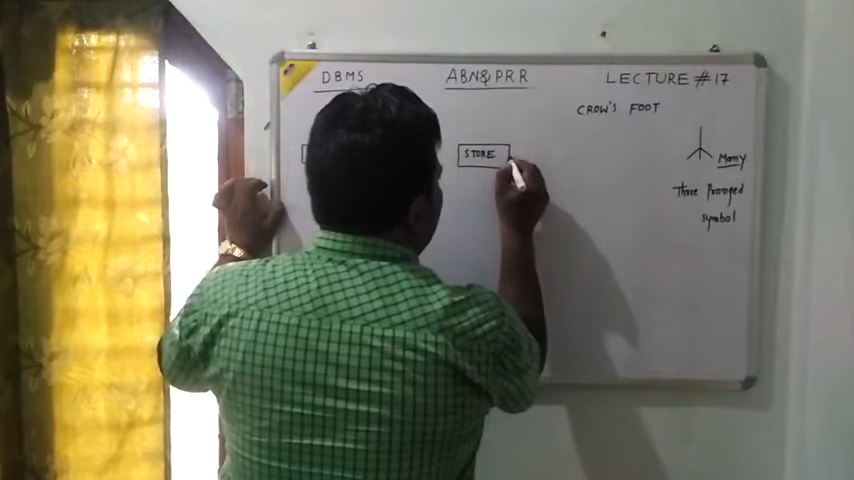 DBMS
ABN&PRR
LECTURE #17
CROW'S FOOT
STORE
Many
Three Pronged
symbol